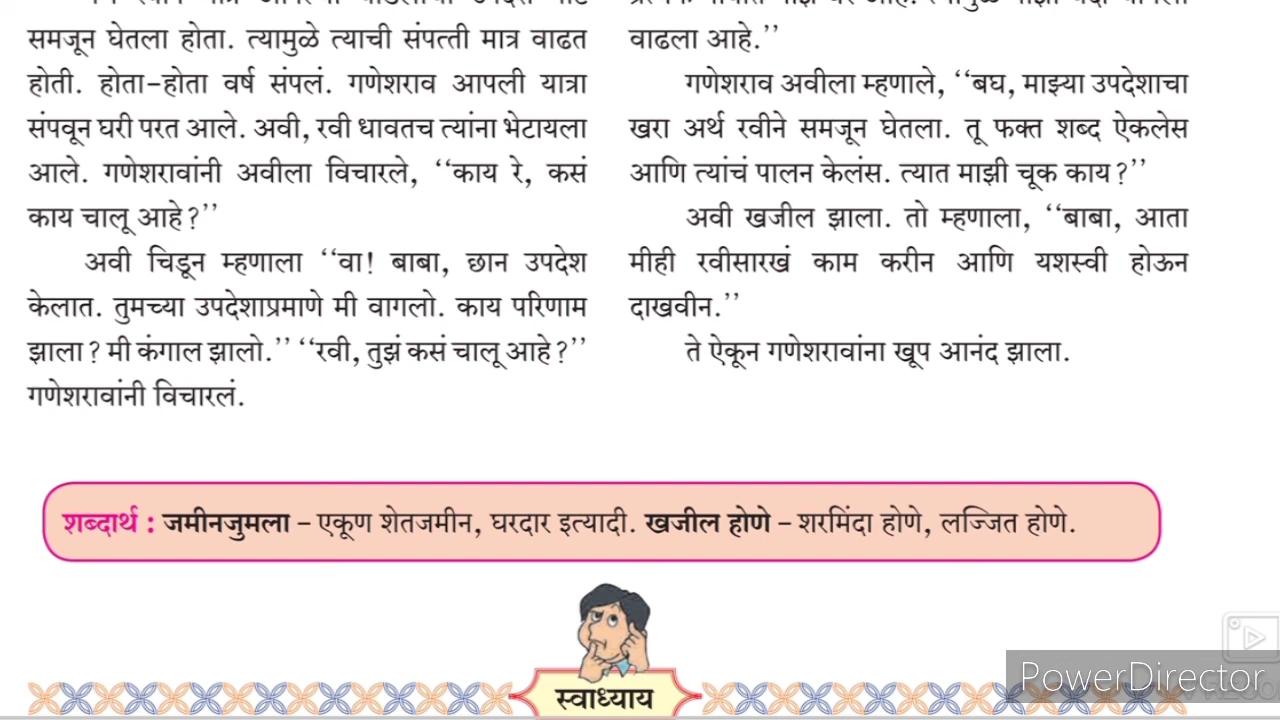 समजून घेतला होता. त्यामुळे त्याची संपत्ती मात्र वाढत
होती. होता-होता वर्ष संपलं. गणेशराव आपली यात्रा
संपवून घरी परत आले. अवी, रवी धावतच त्यांना भेटायला
आले. गणेशरावांनी अवीला विचारले, ‘‘काय रे, कसं
काय चालू आहे?’’
अवी चिडून म्हणाला ‘‘वा! बाबा, छान उपदेश
केलात. तुमच्या उपदेशाप्रमाणे मी वागलो. काय परिणाम
झाला? मी कंगाल झालो.’’ ‘‘रवी, तुझं कसं चालू आहे?’’
गणेशरावांनी विचारलं.
वाढला आहे.’’
गणेशराव अवीला म्हणाले, ‘‘बघ, माझ्या उपदेशाचा
खरा अर्थ रवीने समजून घेतला. तू फक्त शब्द ऐकलेस
आणि त्यांचं पालन केलंस. त्यात माझी चूक काय?’’
अवी खजील झाला. तो म्हणाला, ‘‘बाबा, आता
मीही रवीसारखं काम करीन आणि यशस्वी होऊन
दाखवीन.’’
ते ऐकून गणेशरावांना खूप आनंद झाला.
शब्दार्थ : जमीनजुमला - एकूण शेतजमीन, घरदार इत्यादी. खजील होणे - शरमिंदा होणे, लज्जित होणे.
स्वाध्याय
PowerDirector